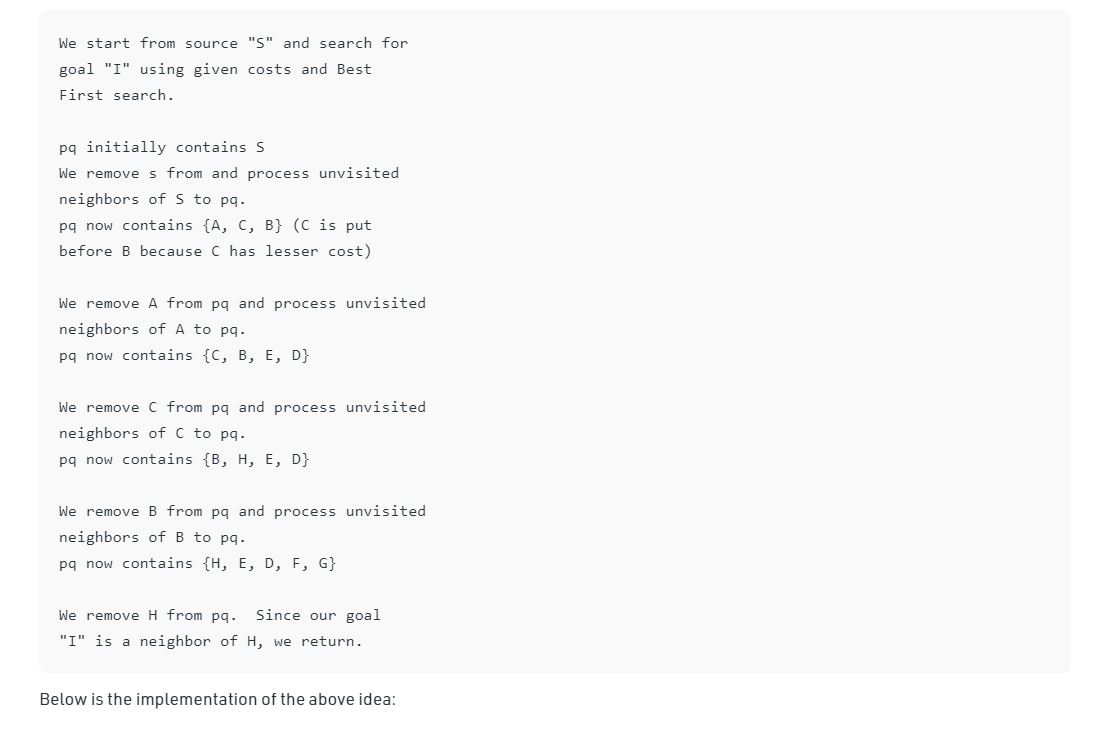 We start from source "S" and search for
goal "I" using given costs and Best
First search.
pq initially contains S
We remove s from and process unvisited
neighbors of S to pq.
pq now contains {A, C, B} (C is put
before B because C has lesser cost)
We remove A from pq and process unvisited
neighbors of A to pq.
pq now contains {C, B, E, D}
We remove C from pq and process unvisited
neighbors of C to pq.
pq now contains {B, H, E, D}
We remove B from pq and process unvisited
neighbors of B to pq.
pq now contains {H, E, D, F, G}
We remove H from pq.  Since our goal
"I" is a neighbor of H, we return.
Below is the implementation of the above idea: